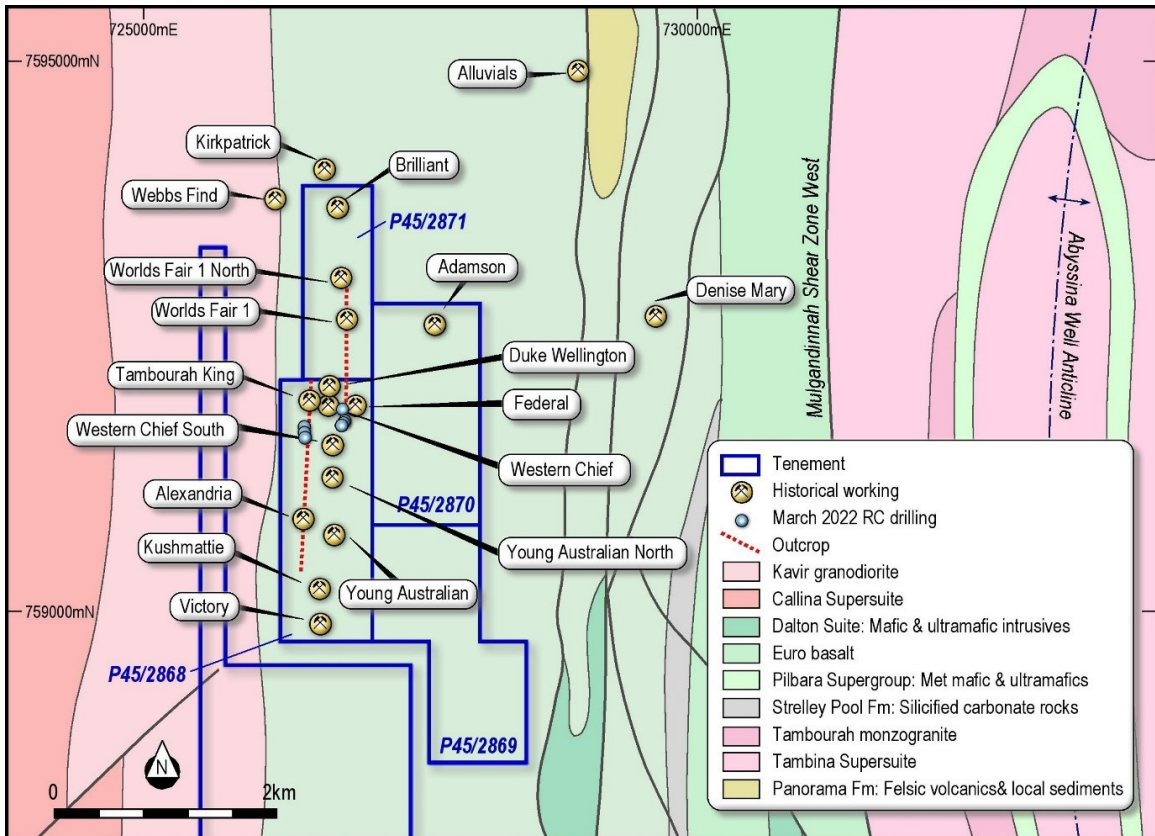 725000mE
730000mE
7595000mN
Alluvials
Kirkpatrick
Brilliant
Webbs Find
P45/2871
Worlds Fair 1 North
Adamson
Worlds Fair 1
Denise Mary
Duke Wellington
Tambourah King
Federal
Western Chief South
Western Chief
Alexandria
P45/2870
Kushmattie
Young Australian North
Young Australian
Victory
759000mN
P45/2868
P45/2869
Mulgandinnah Shear Zone West
Abyssina Well Anticline
N
0 2km
Tenement
Historical working
March 2022 RC drilling
Outcrop
Kavir granodiorite
Callina Supersuite
Dalton Suite: Mafic & ultramafic intrusives
Euro basalt
Pilbara Supergroup: Met mafic & ultramafics
Strelley Pool Fm: Silicified carbonate rocks
Tambourah monzogranite
Tambina Supersuite
Panorama Fm: Felsic volcanics& local sediments